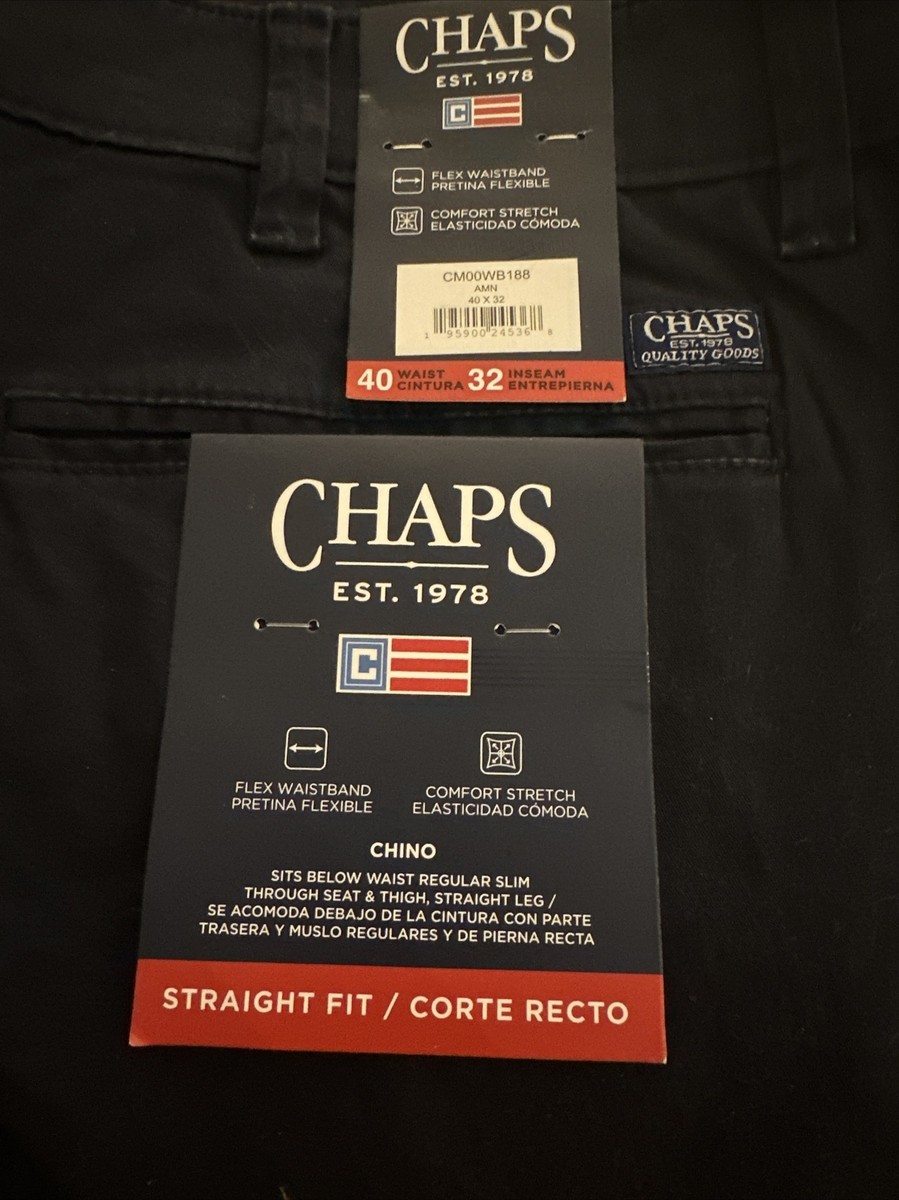 CHAPS
EST. 1978
C
FLEX WAISTBAND
PRETINA FLEXIBLE
COMFORT STRETCH
ELASTICIDAD CÓMODA
CM00WB188
AMN
40 X 32
1 95900 24536 8
40 WAIST CINTURA 32 INSEAM ENTREPIERNA
CHAPS
EST. 1978
QUALITY GOODS
CHAPS
EST. 1978
C
FLEX WAISTBAND
PRETINA FLEXIBLE
COMFORT STRETCH
ELASTICIDAD CÓMODA
CHINO
SITS BELOW WAIST REGULAR SLIM
THROUGH SEAT & THIGH, STRAIGHT LEG /
SE ACOMODA DEBAJO DE LA CINTURA CON PARTE
TRASERA Y MUSLO REGULARES Y DE PIERNA RECTA
STRAIGHT FIT / CORTE RECTO